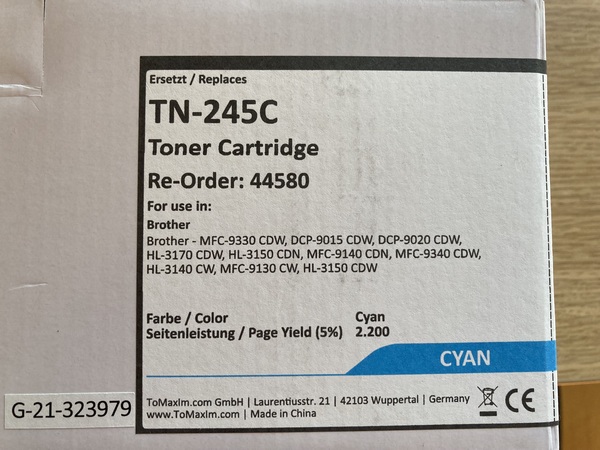 Ersetzt / Replaces
TN-245C
Toner Cartridge
Re-Order: 44580
For use in:
Brother
Brother - MFC-9330 CDW, DCP-9015 CDW, DCP-9020 CDW,
HL-3170 CDW, HL-3150 CDN, MFC-9140 CDN, MFC-9340 CDW,
HL-3140 CW, MFC-9130 CW, HL-3150 CDW
Farbe / Color Cyan
Seitenleistung / Page Yield (5%) 2.200
CYAN
G-21-323979
ToMaxIm.com GmbH | Laurentiusstr. 21 | 42103 Wuppertal | Germany
www.ToMaxIm.com | Made in China
CE